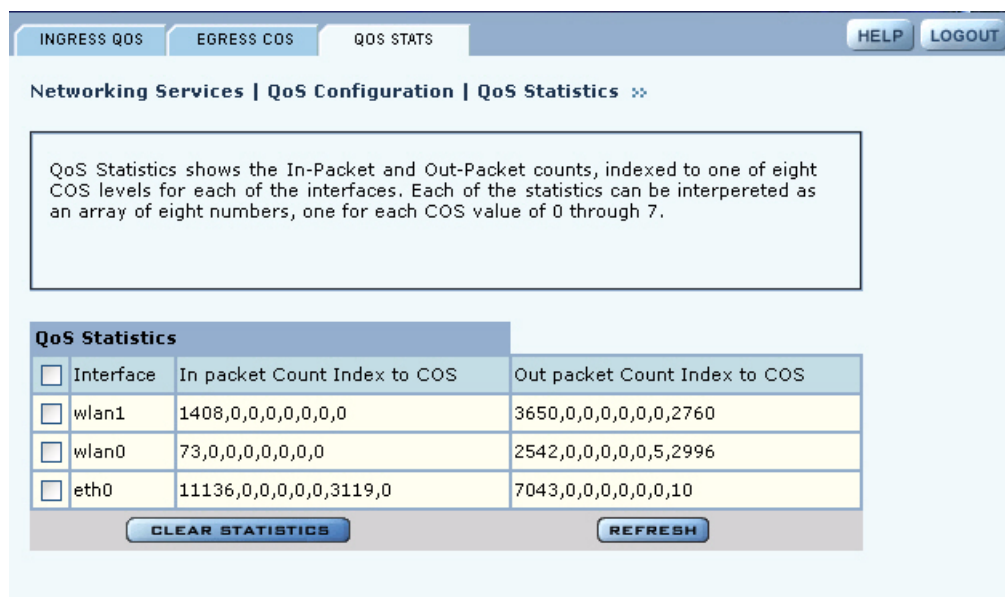 INGRESS QOS EGRESS COS QOS STATS HELP LOGOUT
Networking Services | QoS Configuration | QoS Statistics »
QoS Statistics shows the In-Packet and Out-Packet counts, indexed to one of eight
COS levels for each of the interfaces. Each of the statistics can be interpereted as
an array of eight numbers, one for each COS value of 0 through 7.
QoS Statistics
Interface In packet Count Index to COS Out packet Count Index to COS
wlan1 1408,0,0,0,0,0,0,0 3650,0,0,0,0,0,0,2760
wlan0 73,0,0,0,0,0,0,0 2542,0,0,0,0,0,5,2996
eth0 11136,0,0,0,0,0,3119,0 7043,0,0,0,0,0,0,10
CLEAR STATISTICS REFRESH